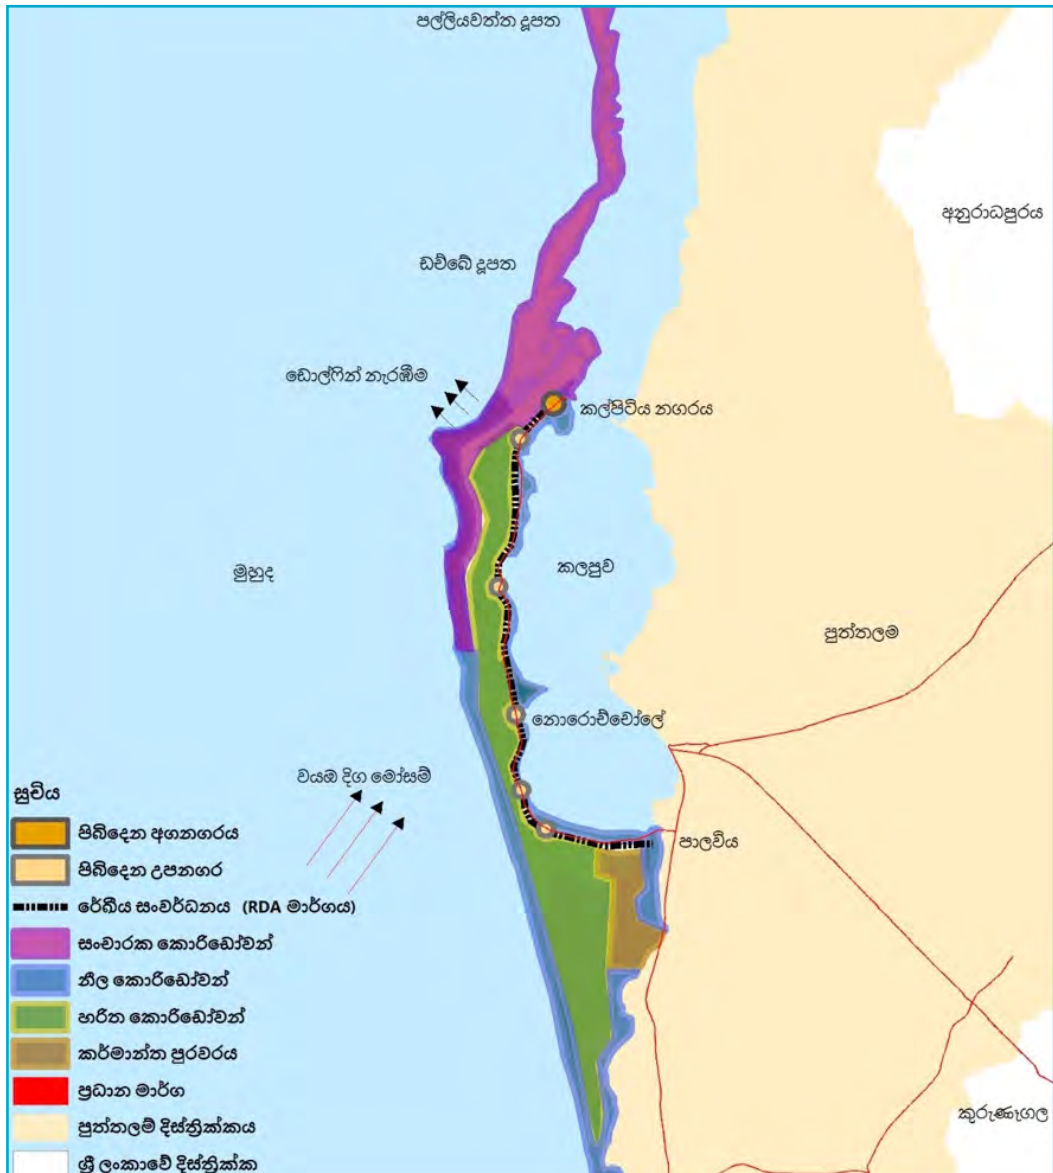 පල්ලියවත්ත දූපත
අනුරාධපුරය
ඩච්බේ දූපත
ඩොල්ෆින් නැරඹීම
කල්පිටිය නගරය
මුහුද
කලපුව
පුත්තලම
නොරොච්චෝලේ
වයඹ දිග මෝසම්
පාලවිය
සූචිය
පිබිදෙන අගනගරය
පිබිදෙන උපනගර
රේඛීය සංවර්ධනය (RDA මාර්ගය)
සංචාරක කොරිඩෝවන්
නීල කොරිඩෝවන්
හරිත කොරිඩෝවන්
කර්මාන්ත පුරවරය
ප්‍රධාන මාර්ග
පුත්තලම් දිස්ත්‍රික්කය
කුරුණෑගල
ශ්‍රී ලංකාවේ දිස්ත්‍රික්ක